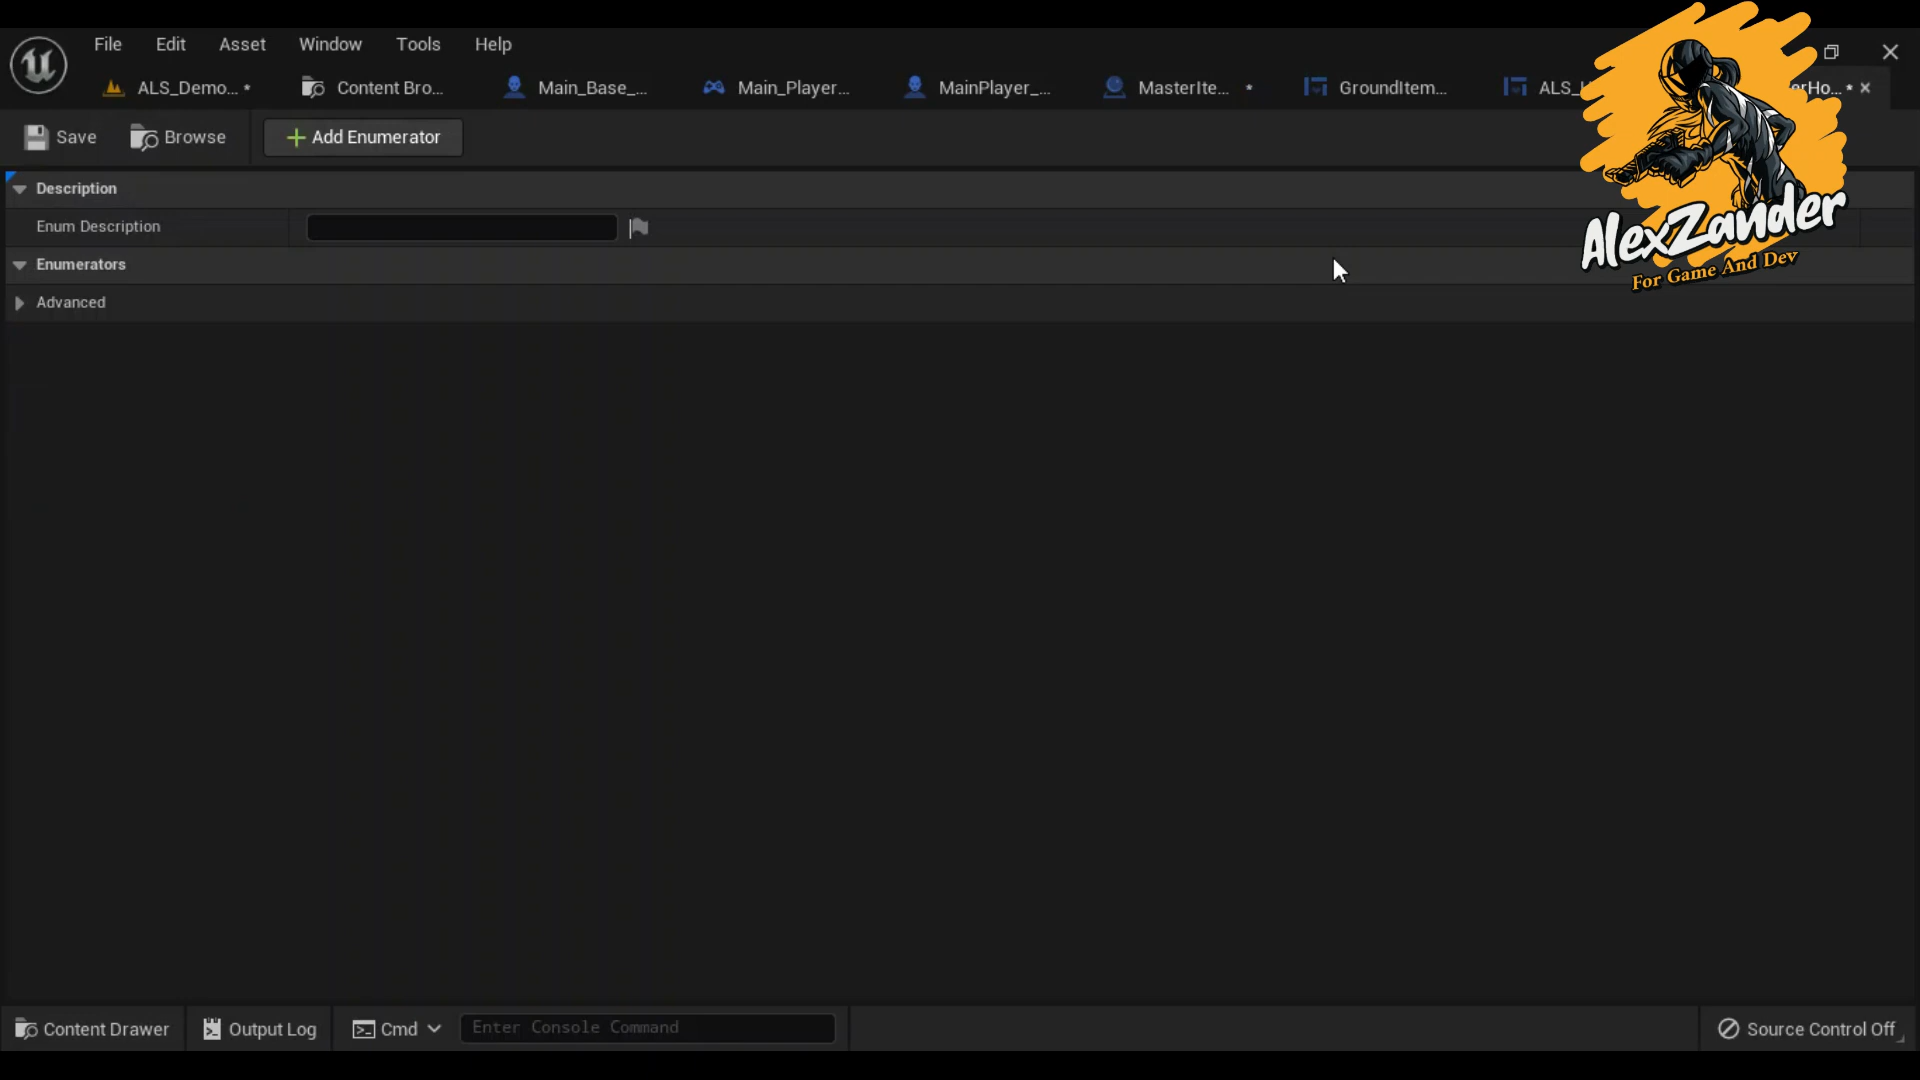 File Edit Asset Window Tools Help
ALS_Demo... * Content Bro... Main_Base_... Main_Player... MainPlayer_... MasterIte... * GroundItem... ALS_ erHo... *
Save Browse Add Enumerator
Description
Enum Description
Enumerators
Advanced
AlexZander
For Game And Dev
Content Drawer Output Log Cmd Enter Console Command Source Control Off